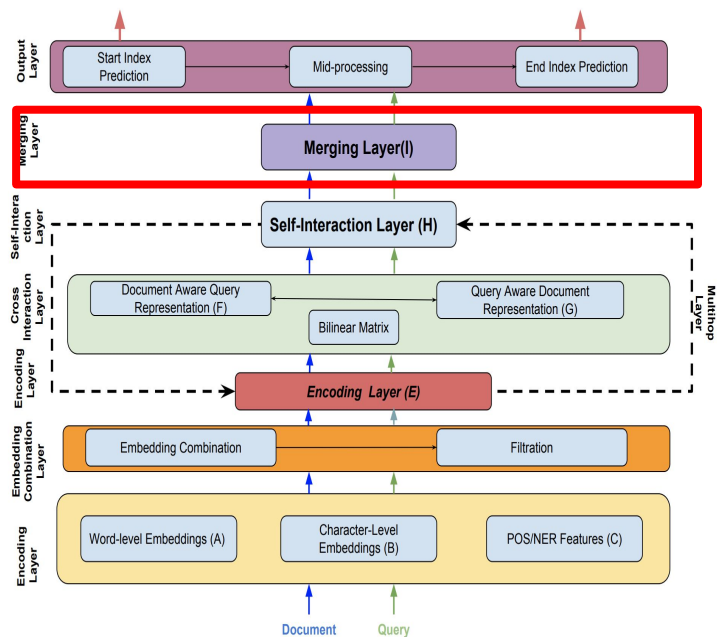 Output
Layer
Start Index
Prediction
Mid-processing
End Index Prediction
Merging
Layer
Merging Layer(I)
Self-Intera
ction
Layer
Self-Interaction Layer (H)
Cross
Interaction
Layer
Document Aware Query
Representation (F)
Query Aware Document
Representation (G)
Bilinear Matrix
Multihop
Layer
Encoding
Layer
Encoding Layer (E)
Embedding
Combination
Layer
Embedding Combination
Filtration
Encoding
Layer
Word-level Embeddings (A)
Character-Level
Embeddings (B)
POS/NER Features (C)
Document
Query